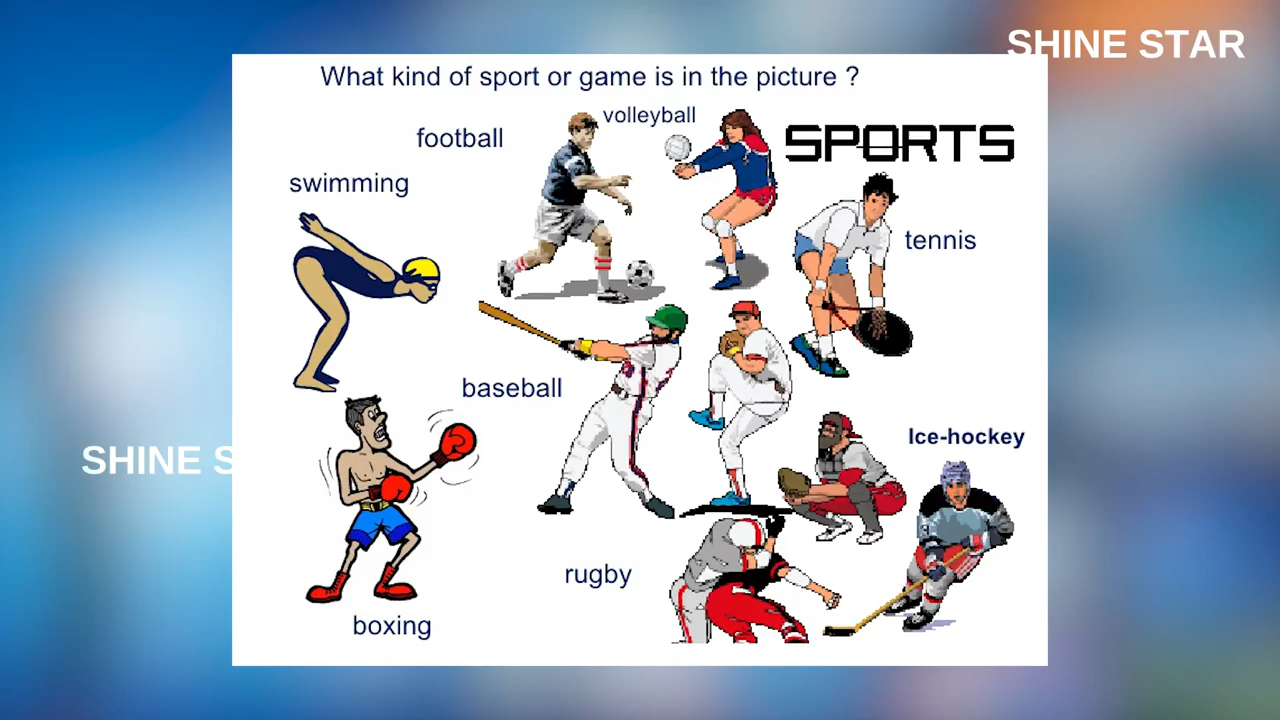 SHINE STAR
What kind of sport or game is in the picture ?
volleyball
football
SPORTS
swimming
tennis
baseball
Ice-hockey
SHINE S
rugby
boxing